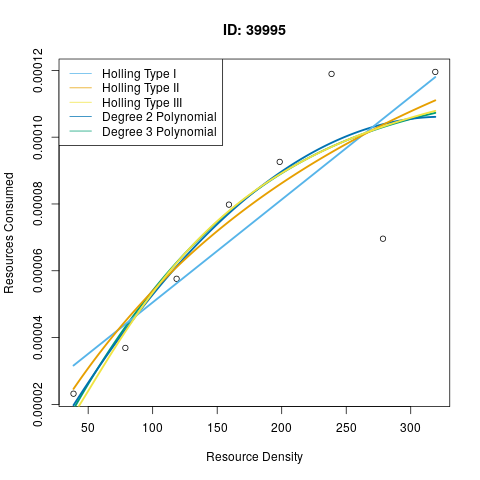 ID: 39995
Holling Type I
Holling Type II
Holling Type III
Degree 2 Polynomial
Degree 3 Polynomial
Resources Consumed
0.00012
0.00010
0.00008
0.00006
0.00004
0.00002
50 100 150 200 250 300
Resource Density